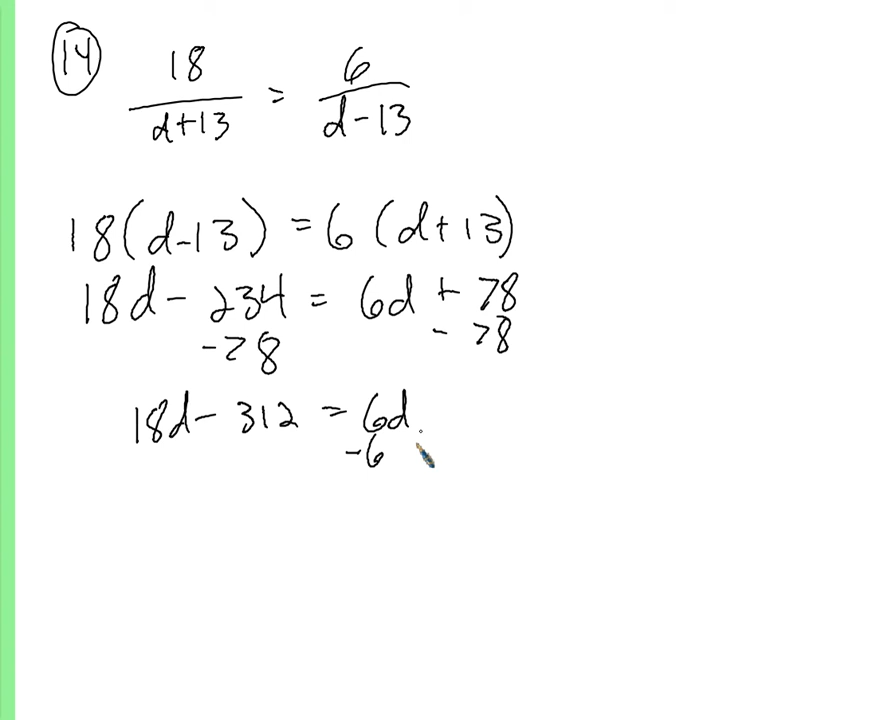 14
18/(d+13) = 6/(d-13)
18(d-13) = 6(d+13)
18d - 234 = 6d + 78
-78 - 78
18d - 312 = 6d
-6